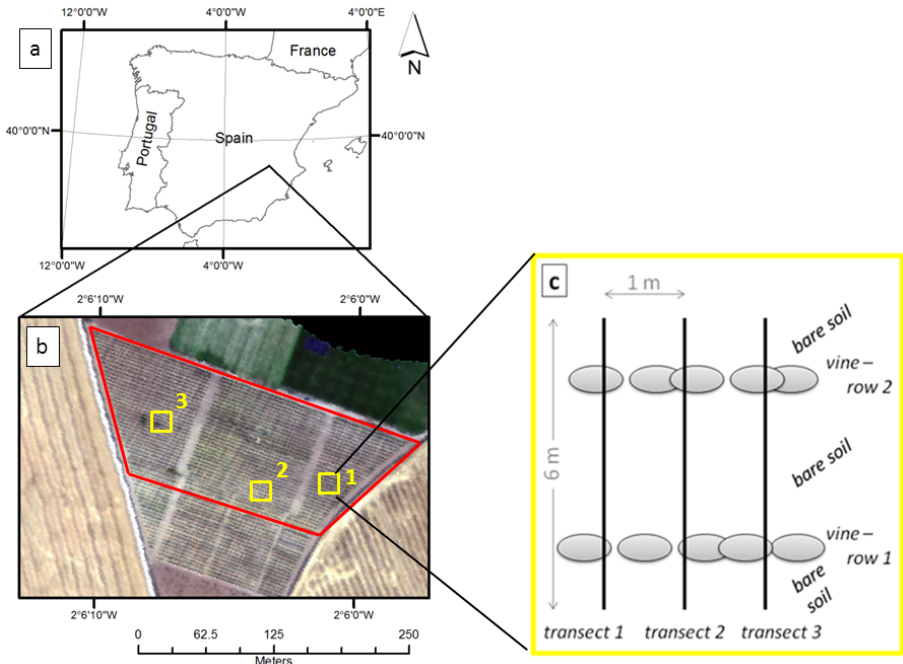 12°0'0"W 4°0'0"W 4°0'0"E
a
France
N
40°0'0"N
40°0'0"N
Portugal
Spain
12°0'0"W 4°0'0"W
2°6'10"W 2°6'0"W
b
3
2
1
2°6'10"W 2°6'0"W
0 62.5 125 250
Meters
c
1 m
bare soil
vine –
row 2
6 m
bare soil
vine –
row 1
bare
soil
transect 1 transect 2 transect 3